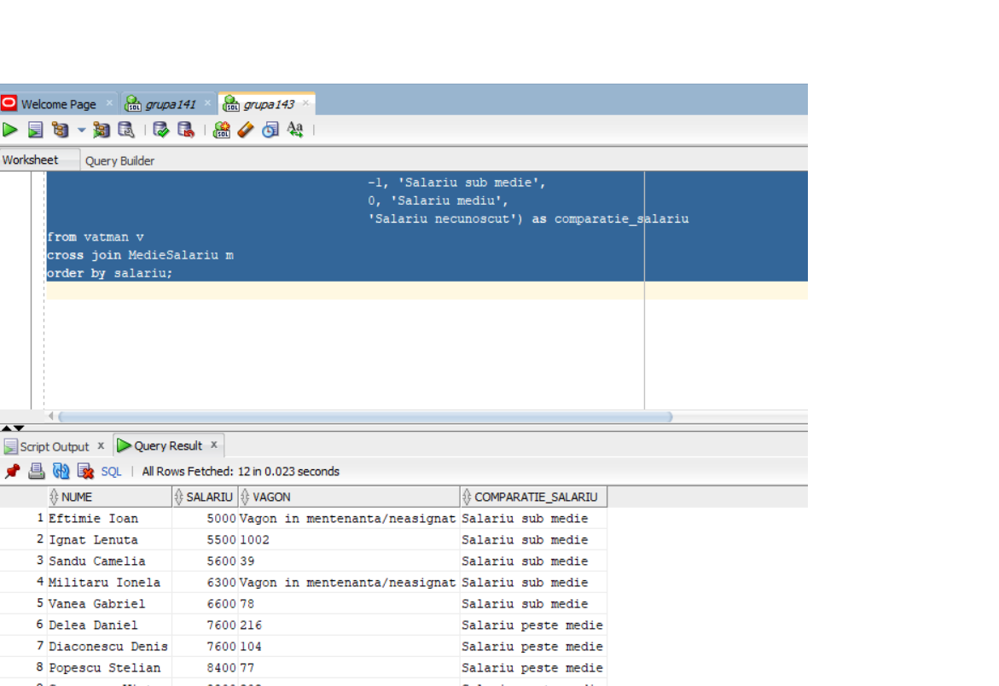 Welcome Page grupa141 grupa143
Worksheet Query Builder
-1, 'Salariu sub medie',
0, 'Salariu mediu',
'Salariu necunoscut') as comparatie_salariu
from vatman v
cross join MedieSalariu m
order by salariu;
Script Output x Query Result x
SQL | All Rows Fetched: 12 in 0.023 seconds
NUME SALARIU VAGON COMPARATIE_SALARIU
1 Eftimie Ioan 5000 Vagon in mentenanta/neasignat Salariu sub medie
2 Ignat Lenuta 5500 1002 Salariu sub medie
3 Sandu Camelia 5600 39 Salariu sub medie
4 Militaru Ionela 6300 Vagon in mentenanta/neasignat Salariu sub medie
5 Vanea Gabriel 6600 78 Salariu sub medie
6 Delea Daniel 7600 216 Salariu peste medie
7 Diaconescu Denis 7600 104 Salariu peste medie
8 Popescu Stelian 8400 77 Salariu peste medie